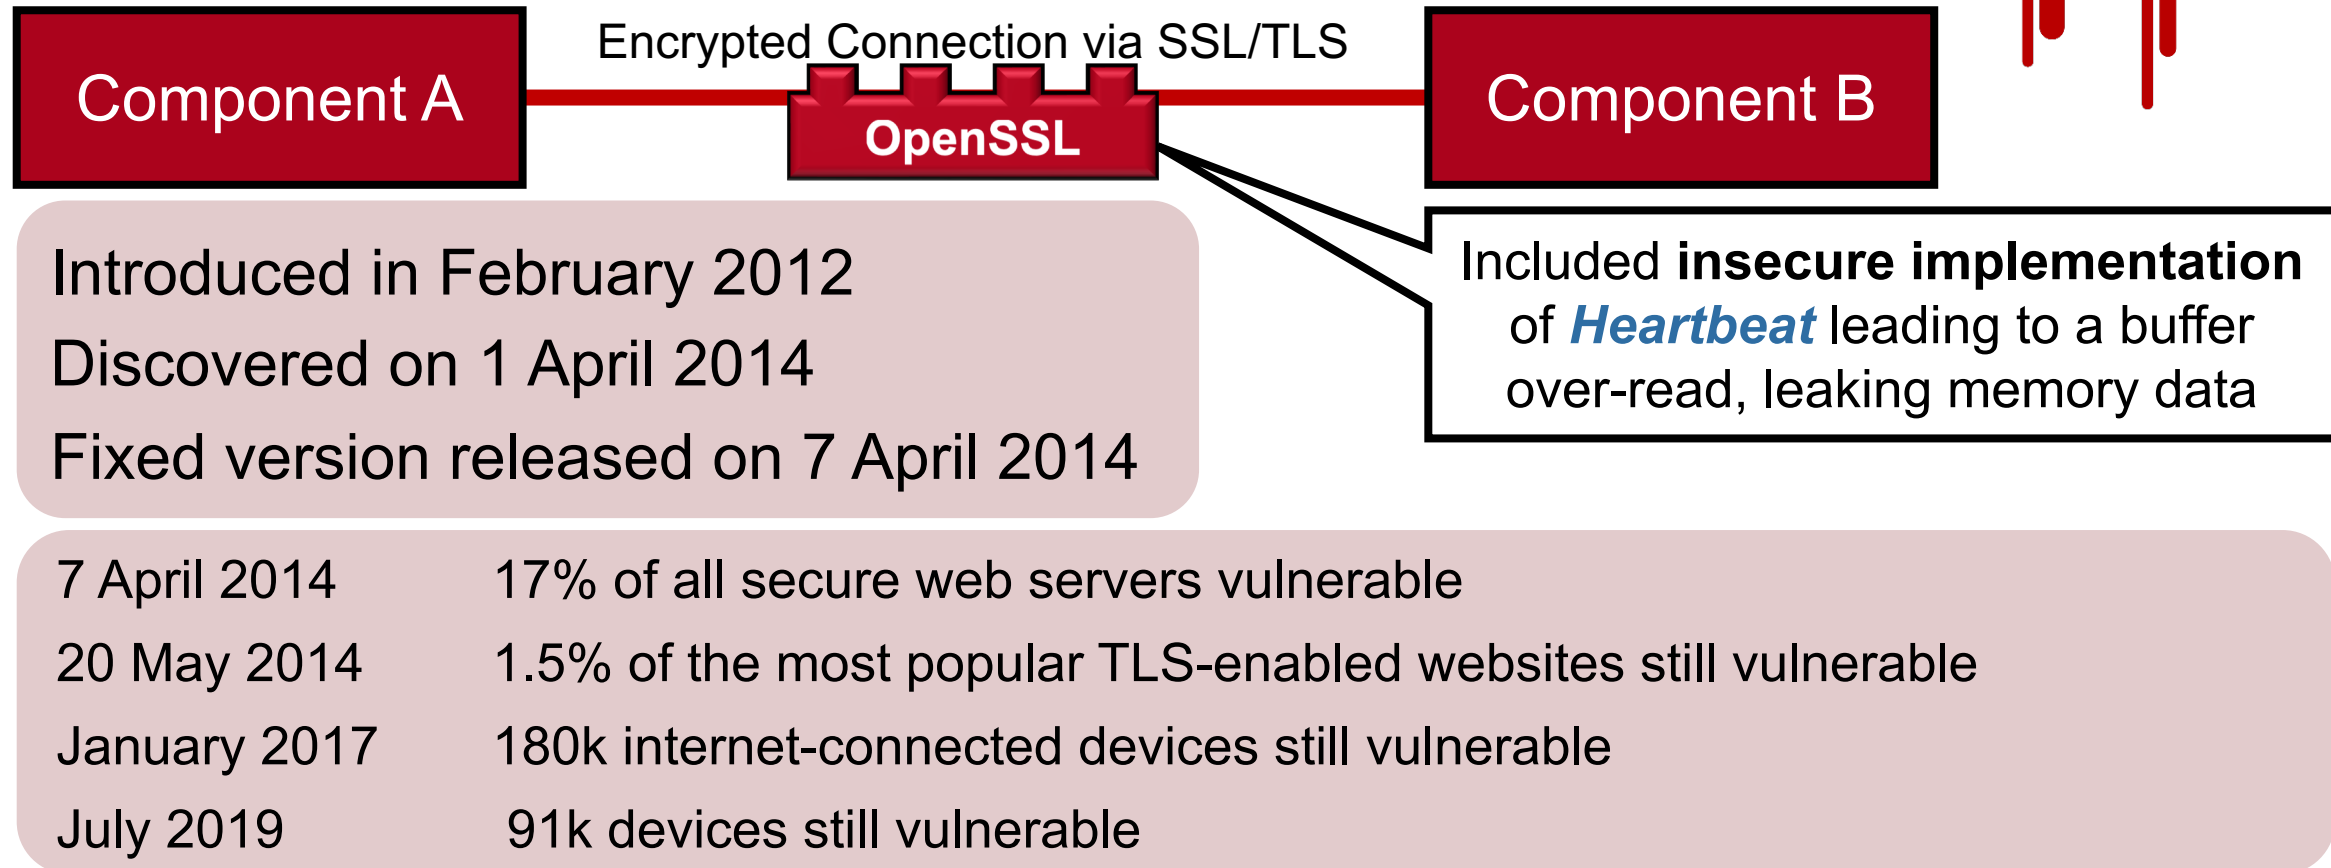 Component A
Encrypted Connection via SSL/TLS
OpenSSL
Component B
Included insecure implementation
of Heartbeat leading to a buffer
over-read, leaking memory data
Introduced in February 2012
Discovered on 1 April 2014
Fixed version released on 7 April 2014
7 April 2014 17% of all secure web servers vulnerable
20 May 2014 1.5% of the most popular TLS-enabled websites still vulnerable
January 2017 180k internet-connected devices still vulnerable
July 2019 91k devices still vulnerable